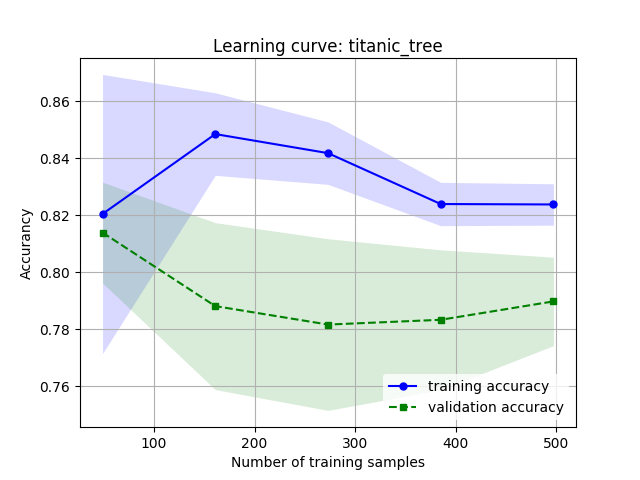 Learning curve: titanic_tree
Accurancy
0.86
0.84
0.82
0.80
0.78
0.76
100
200
300
400
500
Number of training samples
training accuracy
validation accuracy